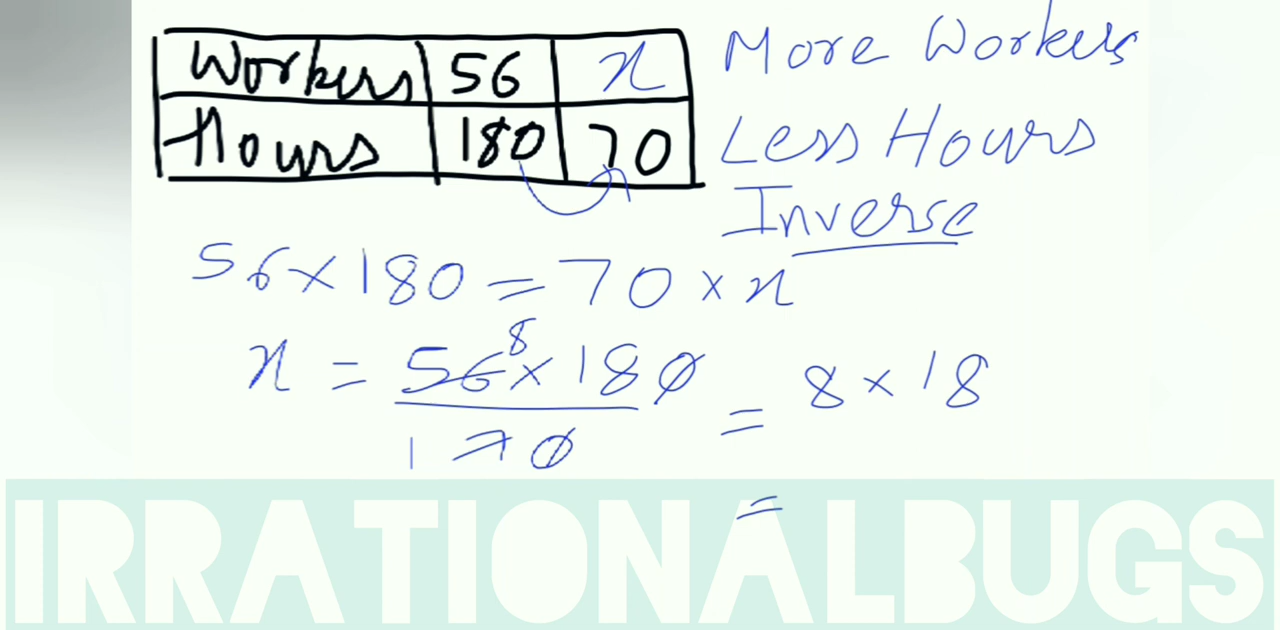 Workers 56 x
More Workers
Hours 180 70
Less Hours
Inverse
56 × 180 = 70 × x
x = 56 8 × 180 / 1 70 = 8 × 18
=
IRRATIONALBUGS